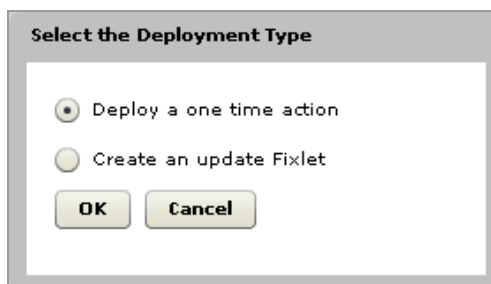 Select the Deployment Type
Deploy a one time action
Create an update Fixlet
OK Cancel